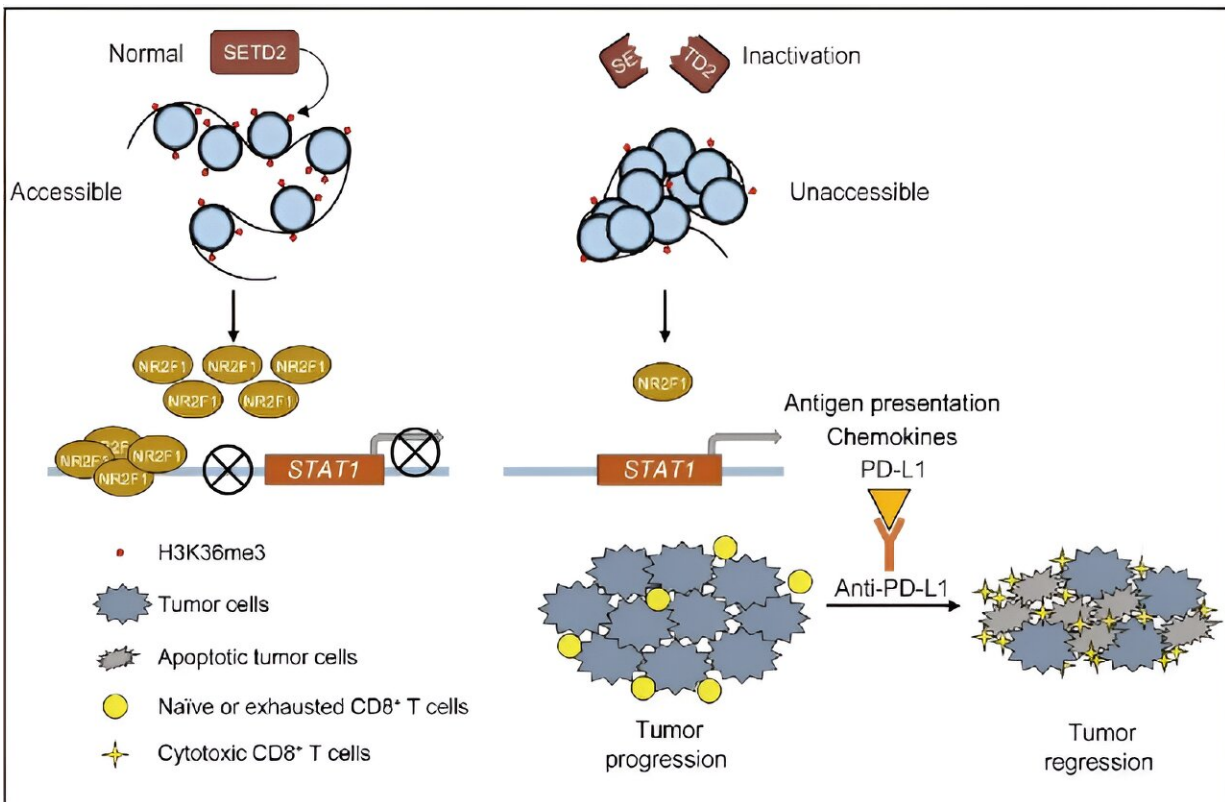 Normal
SETD2
SE
TD2
Inactivation
Accessible
Unaccessible
NR2F1
NR2F1
NR2F1
NR2F1
NR2F1
NR2F1
R2F
NR2F1
NR2F1
NR2F1
STAT1
STAT1
Antigen presentation
Chemokines
PD-L1
Anti-PD-L1
H3K36me3
Tumor cells
Apoptotic tumor cells
Naïve or exhausted CD8⁺ T cells
Cytotoxic CD8⁺ T cells
Tumor
progression
Tumor
regression